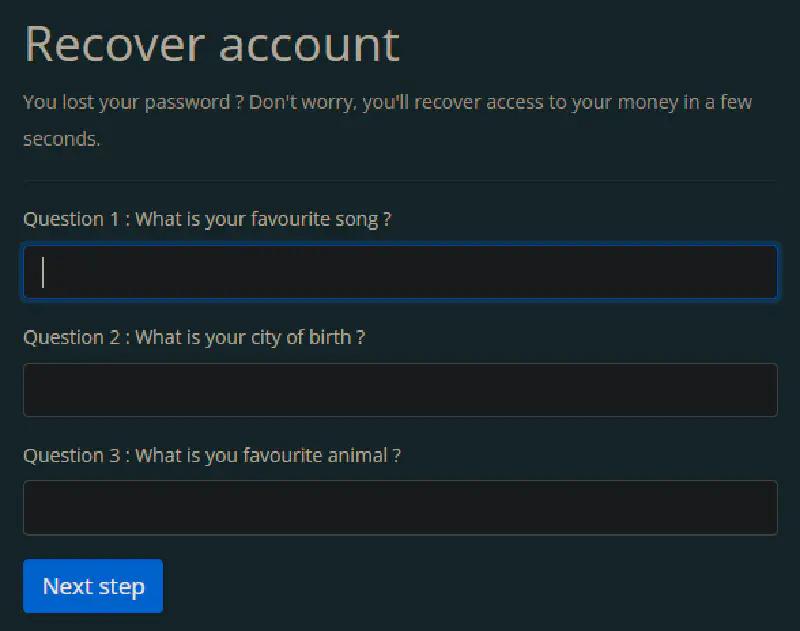 Recover account
You lost your password ? Don't worry, you'll recover access to your money in a few
seconds.
Question 1 : What is your favourite song ?
Question 2 : What is your city of birth ?
Question 3 : What is you favourite animal ?
Next step